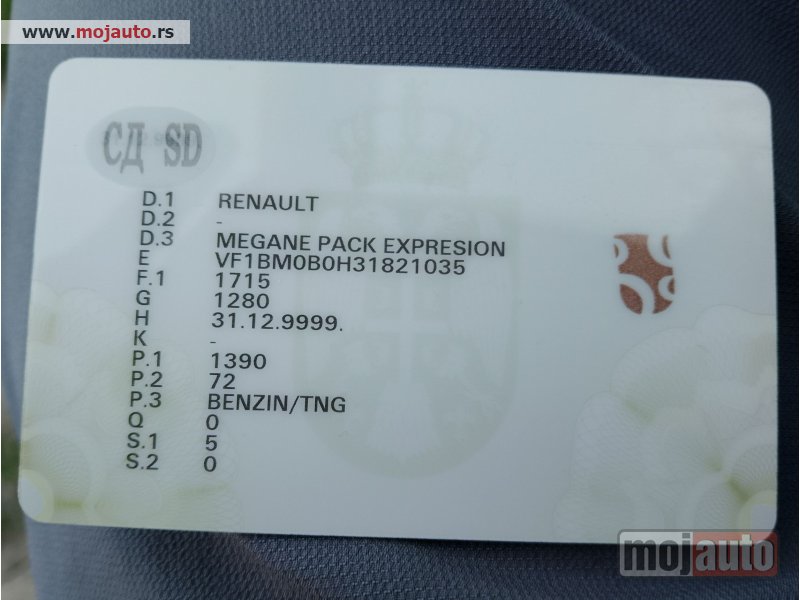 www.mojauto.rs
СД SD
D.1 RENAULT
D.2 -
D.3 MEGANE PACK EXPRESION
E VF1BM0B0H31821035
F.1 1715
G 1280
H 31.12.9999.
K -
P.1 1390
P.2 72
P.3 BENZIN/TNG
Q 0
S.1 5
S.2 0
mojauto